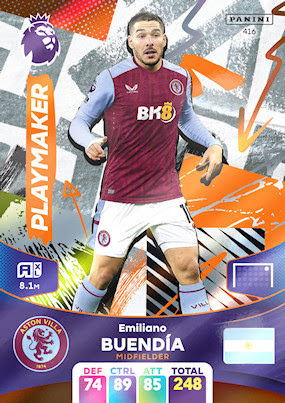 PANINI
416
PLAYMAKER
BK8
8.1M
Emiliano
BUENDÍA
MIDFIELDER
ASTON VILLA
1874
DEF CTRL ATT TOTAL
74 89 85 248